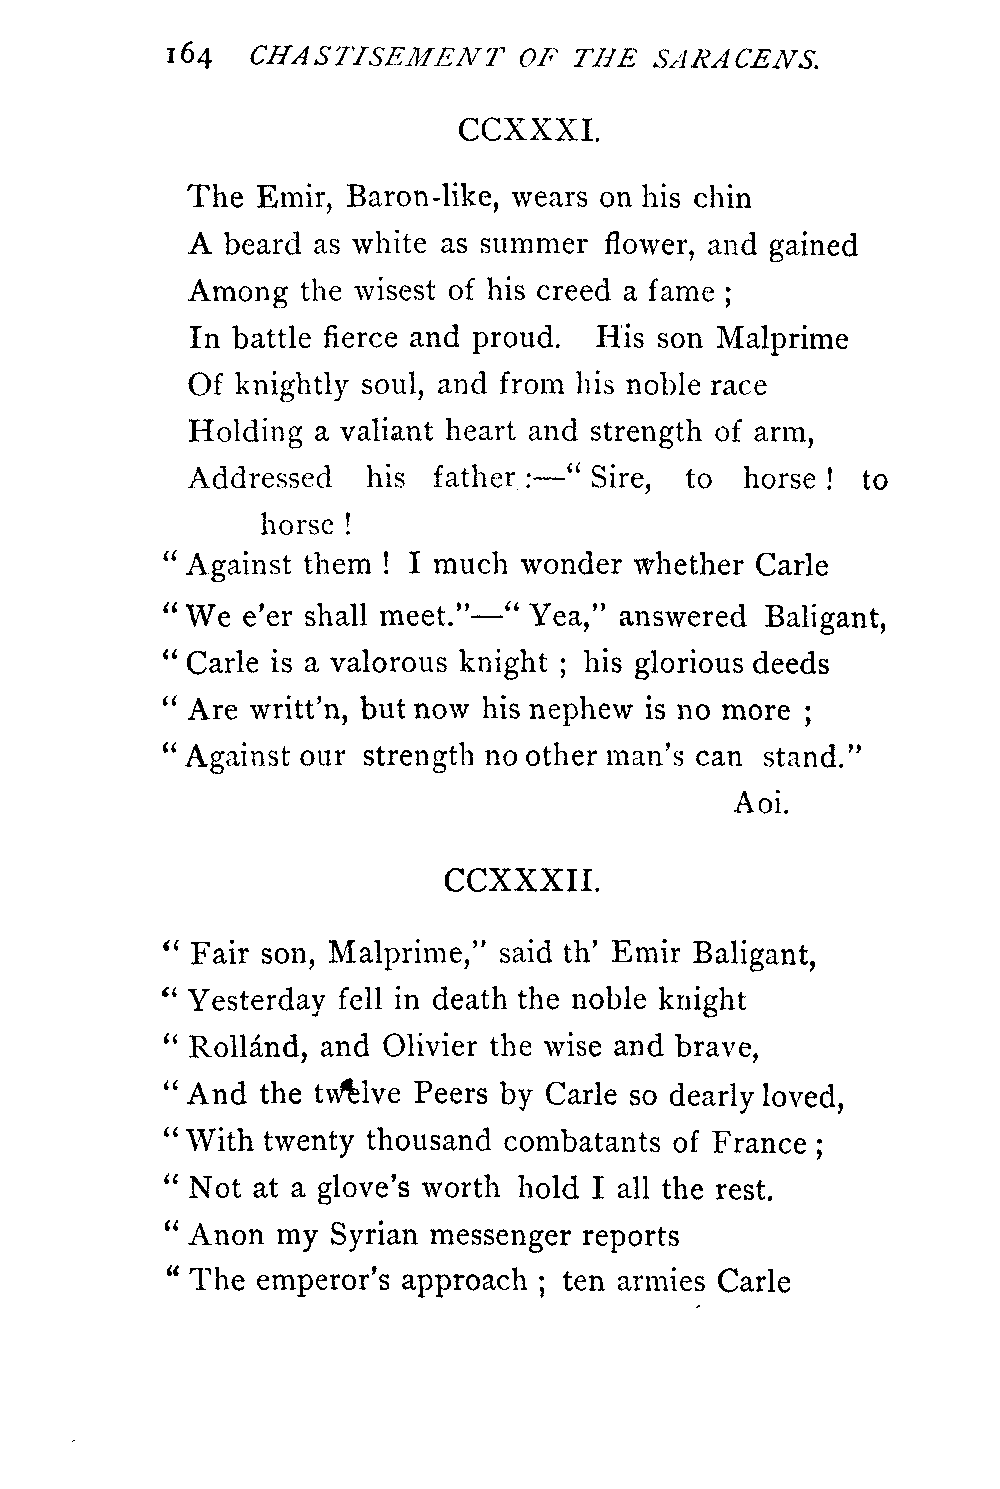 164 CHASTISEMENT OF THE SARACENS.
CCXXXI.
The Emir, Baron-like, wears on his chin
A beard as white as summer flower, and gained
Among the wisest of his creed a fame ;
In battle fierce and proud. His son Malprime
Of knightly soul, and from his noble race
Holding a valiant heart and strength of arm,
Addressed his father :—“ Sire, to horse ! to
horse !
“ Against them ! I much wonder whether Carle
“ We e'er shall meet.”—“ Yea,” answered Baligant,
“ Carle is a valorous knight ; his glorious deeds
“ Are writt'n, but now his nephew is no more ;
“ Against our strength no other man's can stand.”
Aoi.
CCXXXII.
“ Fair son, Malprime,” said th' Emir Baligant,
“ Yesterday fell in death the noble knight
“ Rollánd, and Olivier the wise and brave,
“ And the twelve Peers by Carle so dearly loved,
“ With twenty thousand combatants of France ;
“ Not at a glove's worth hold I all the rest.
“ Anon my Syrian messenger reports
“ The emperor's approach ; ten armies Carle